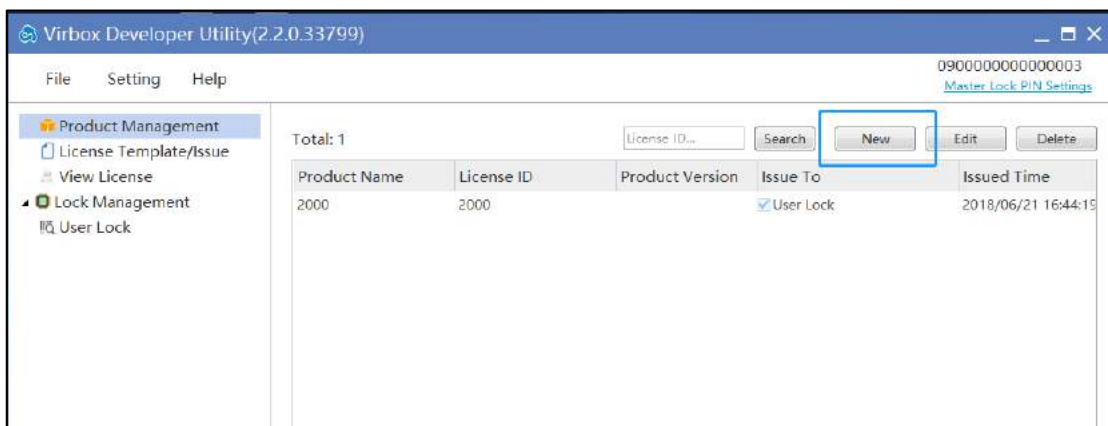 Virbox Developer Utility(2.2.0.33799)
File Setting Help
0900000000000003
Master Lock PIN Settings
Product Management
License Template/Issue
View License
Lock Management
User Lock
Total: 1 License ID... Search New Edit Delete
Product Name License ID Product Version Issue To Issued Time
2000 2000 User Lock 2018/06/21 16:44:19